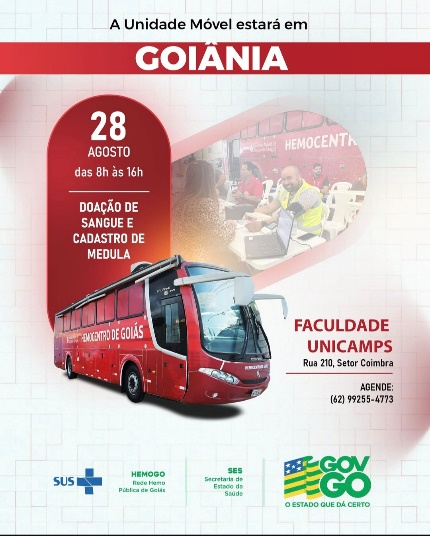 A Unidade Móvel estará em
GOIÂNIA
28
AGOSTO
das 8h às 16h
DOAÇÃO DE
SANGUE E
CADASTRO DE
MEDULA
HEMOCENTRO
HEMOCENTRO DE GOIÁS
FACULDADE
UNICAMPS
Rua 210, Setor Coimbra
AGENDE:
(62) 99255-4773
SUS
HEMOGO
Rede Hemo
Pública de Goiás
SES
Secretaria de
Estado da
Saúde
GOV
GO
O ESTADO QUE DÁ CERTO